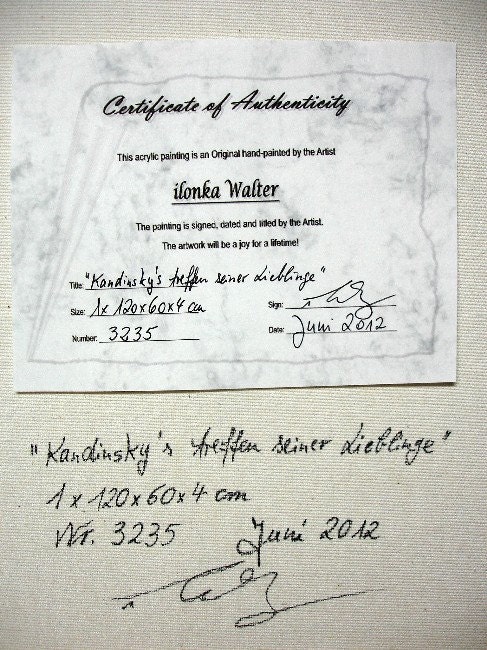 Certificate of Authenticity
This acrylic painting is an Original hand-painted by the Artist
ilonka Walter
The painting is signed, dated and titled by the Artist.
The artwork will be a joy for a lifetime!
Title: "Kandinsky's treffen seiner Lieblinge"
Size: 1x 120x60x4 cm Sign:
Number: 3235 Date: Juni 2012
"Kandinsky's treffen seiner Lieblinge"
1 x 120x60x4 cm
Nr. 3235 Juni 2012